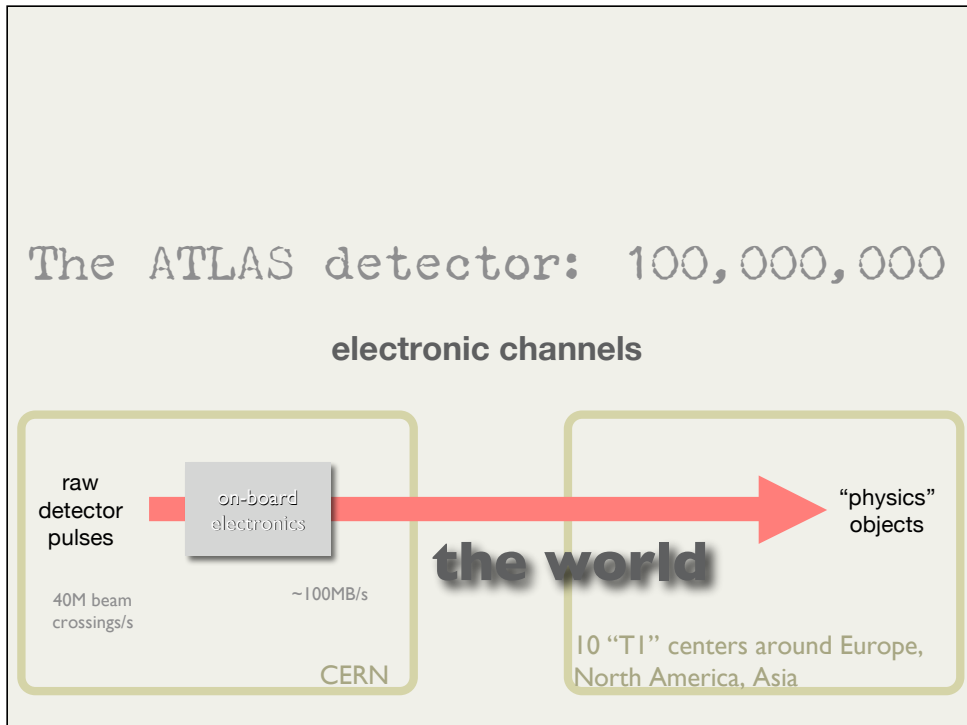 The ATLAS detector: 100,000,000
electronic channels
raw
detector
pulses
on-board
electronics
"physics"
objects
the world
40M beam
crossings/s
~100MB/s
CERN
10 "T1" centers around Europe,
North America, Asia